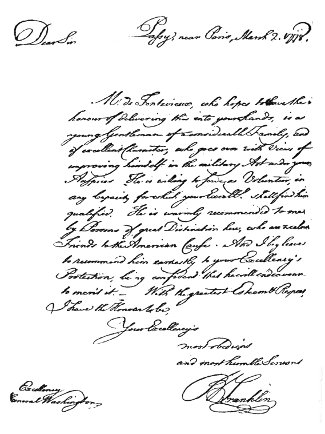 Dear Sir
Passy, near Paris, March 2. 1778.
M. de Fontevieux, who hopes to have the
honour of delivering this into your hands, is a
young Gentleman of a considerable Family, and
of excellent Character, who goes over with Views of
improving himself in the military Art under your
Auspices. He is willing to serve as Volunteer, in
any Capacity for which your Excelly. shall find him
qualified. He is warmly recommended to me
by Persons of great Distinction here, who are zealous
Friends to the American Cause. And I beg leave
to recommend him earnestly to your Excellency's
Protection, being confident that he will endeavour
to merit it. With the greatest Esteem & Respect,
I have the Honour to be,
Your Excellency's
most obedient
and most humble Servant
B Franklin
Excellency
General Washington